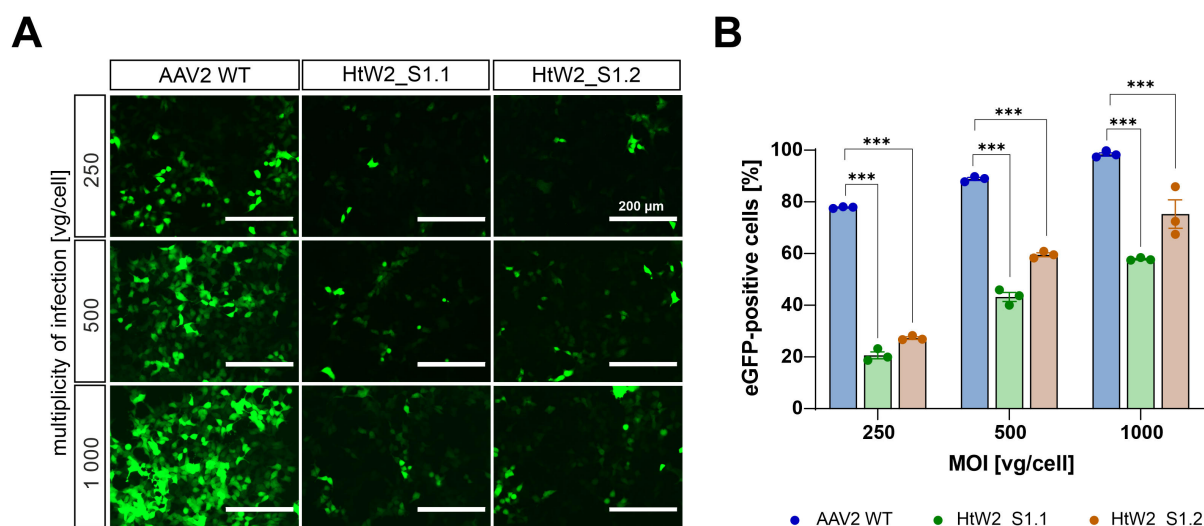 A
AAV2 WT
HtW2_S1.1
HtW2_S1.2
multiplicity of infection [vg/cell]
250
500
1 000
200 µm
B
eGFP-positive cells [%]
100
80
60
40
20
0
***
***
***
***
***
***
250
500
1000
MOI [vg/cell]
AAV2 WT
HtW2_S1.1
HtW2_S1.2